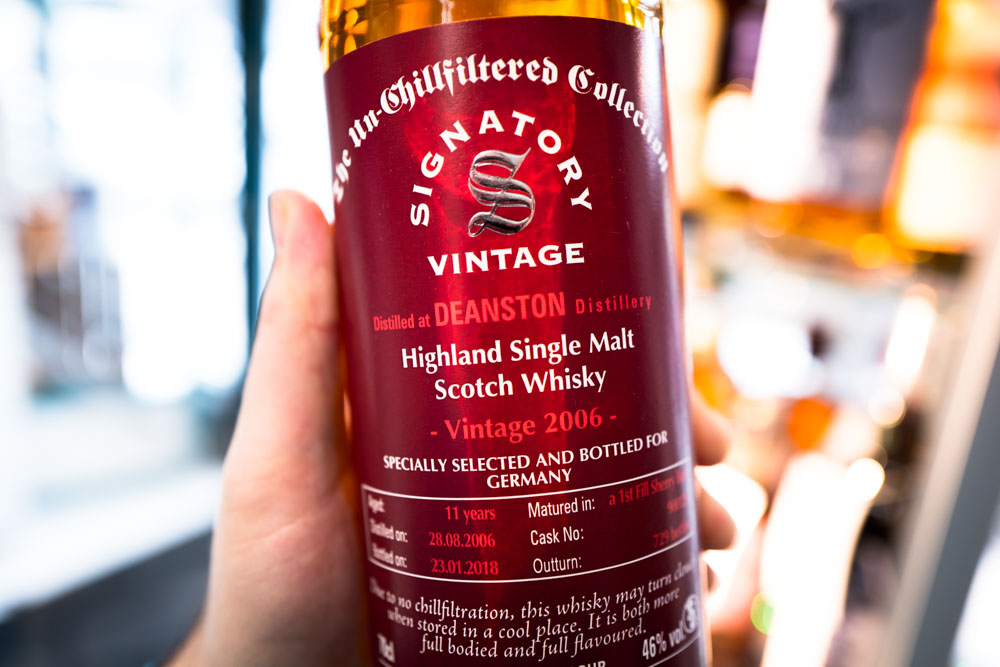 The Un-Chillfiltered Collection
SIGNATORY
S
VINTAGE
Distilled at DEANSTON Distillery
Highland Single Malt
Scotch Whisky
- Vintage 2006 -
SPECIALLY SELECTED AND BOTTLED FOR
GERMANY
Aged: 11 years Matured in: a 1st Fill Sherry
Distilled on: 28.08.2006 Cask No:
Bottled on: 23.01.2018 Outturn: 729
Due to no chillfiltration, this whisky may turn cloudy
when stored in a cool place. It is both more
full bodied and full flavoured.
70cl 46% vol